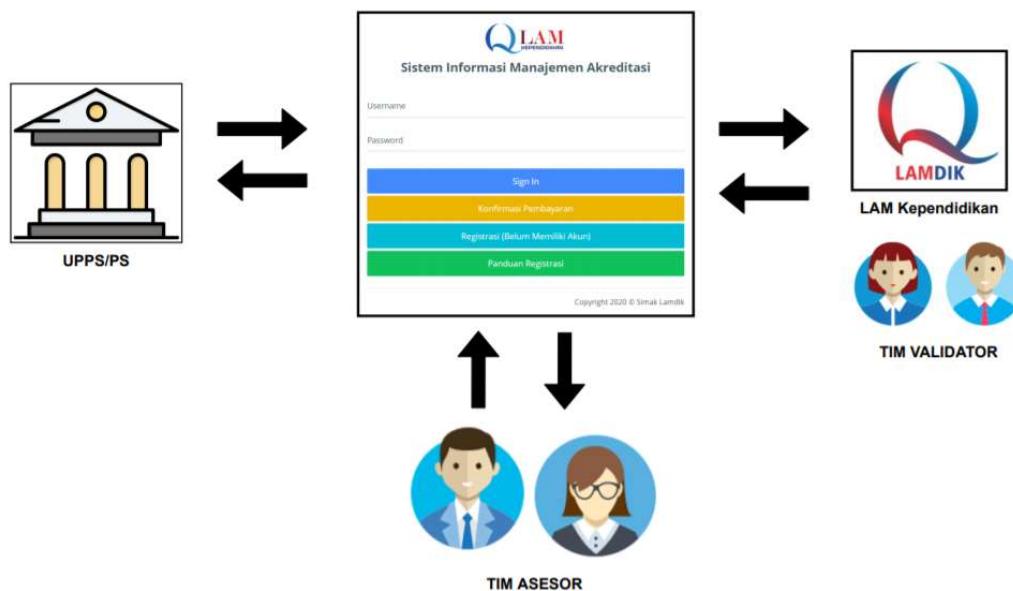 LAM
KEPENDIDIKAN
Sistem Informasi Manajemen Akreditasi
Username
Password
Sign In
Konfirmasi Pembayaran
Registrasi (Belum Memiliki Akun)
Panduan Registrasi
Copyright 2020 © Simak Lamdik
UPPS/PS
LAMDIK
LAM Kependidikan
TIM VALIDATOR
TIM ASESOR